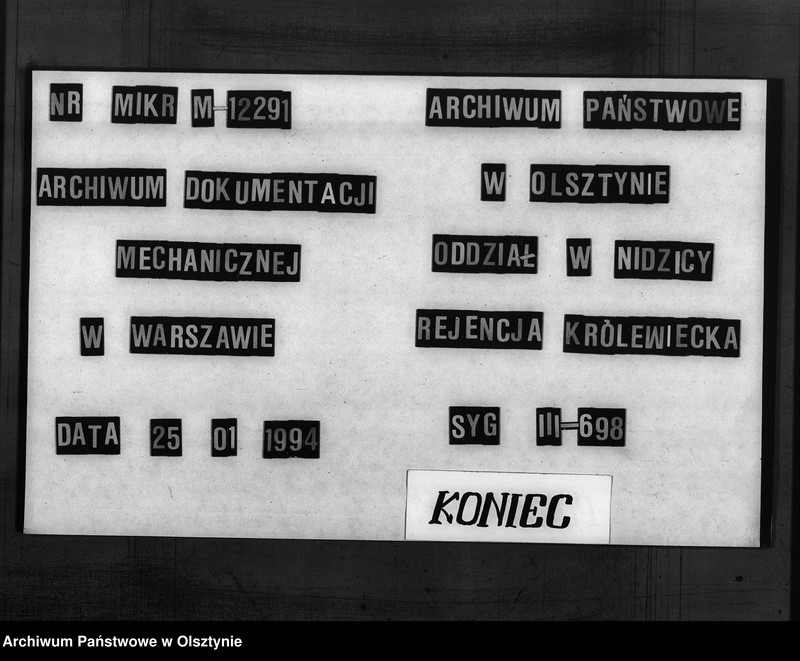 NR MIKR M-12291
ARCHIWUM DOKUMENTACJI
MECHANICZNEJ
W WARSZAWIE
DATA 25 01 1994
ARCHIWUM PAŃSTWOWE
W OLSZTYNIE
ODDZIAŁ W NIDZICY
REJENCJA KRÒLEWIECKA
SYG III-698
KONIEC
Archiwum Państwowe w Olsztynie